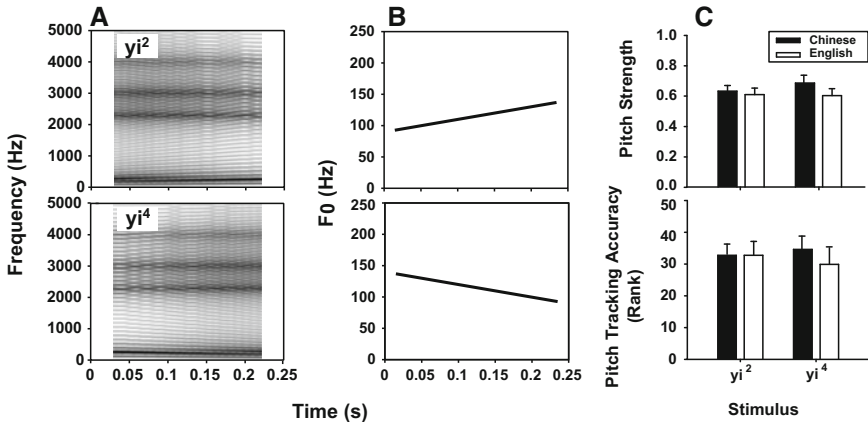 A
yi²
5000
4000
3000
2000
1000
0
yi⁴
5000
4000
3000
2000
1000
0
Frequency (Hz)
0 0.05 0.1 0.15 0.2 0.25
B
250
200
150
100
50
0
250
200
150
100
50
0
F0 (Hz)
0 0.05 0.1 0.15 0.2 0.25
Time (s)
C
Chinese
English
1.0
0.8
0.6
0.4
0.2
0.0
Pitch Strength
50
40
30
20
10
0
Pitch Tracking Accuracy
(Rank)
yi² yi⁴
Stimulus